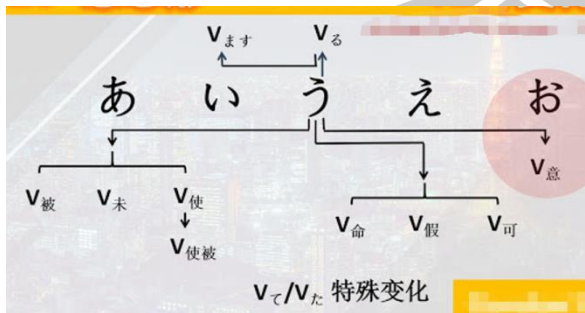 Vます Vる
あ い う え お
V意
V被 V未 V使
V命 V假 V可
V使被
Vて/Vた 特殊变化